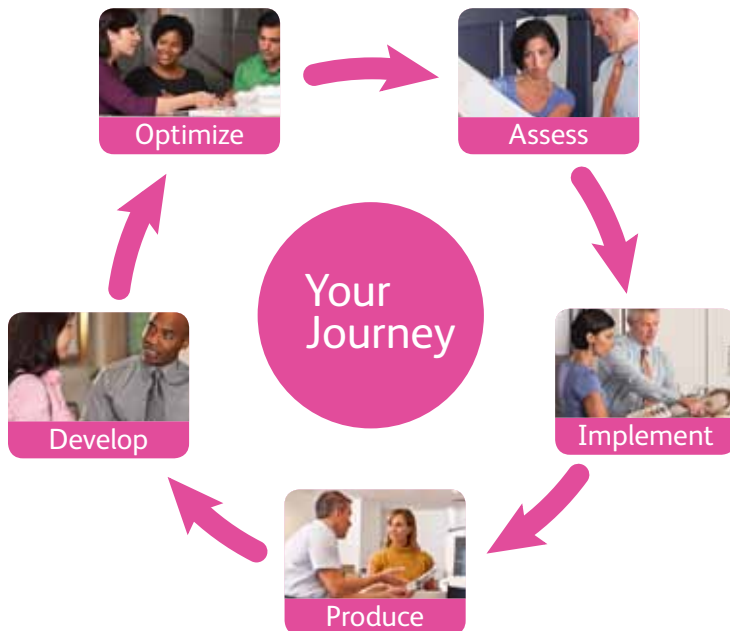 Optimize
Assess
Your
Journey
Develop
Implement
Produce